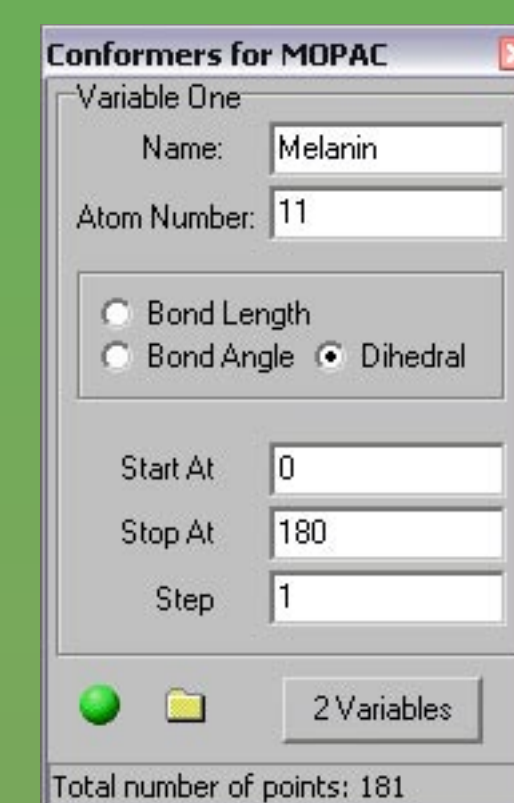 Conformers for MOPAC
Variable One
Name: Melanin
Atom Number: 11
Bond Length
Bond Angle Dihedral
Start At 0
Stop At 180
Step 1
2 Variables
Total number of points: 181